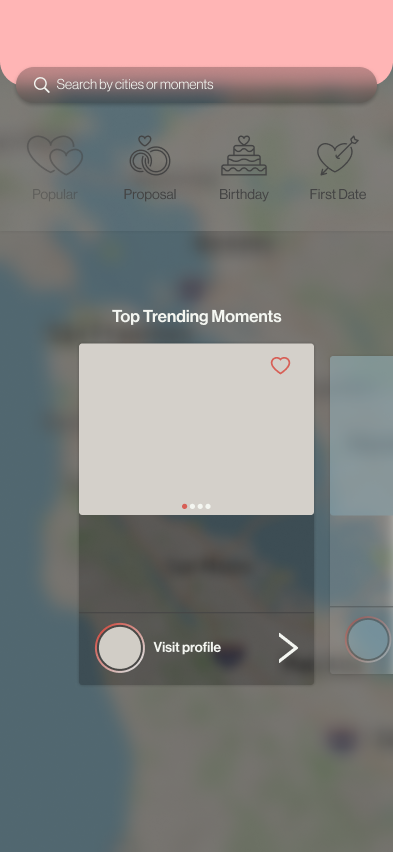 Search by cities or moments
Popular
Proposal
Birthday
First Date
Top Trending Moments
Visit profile